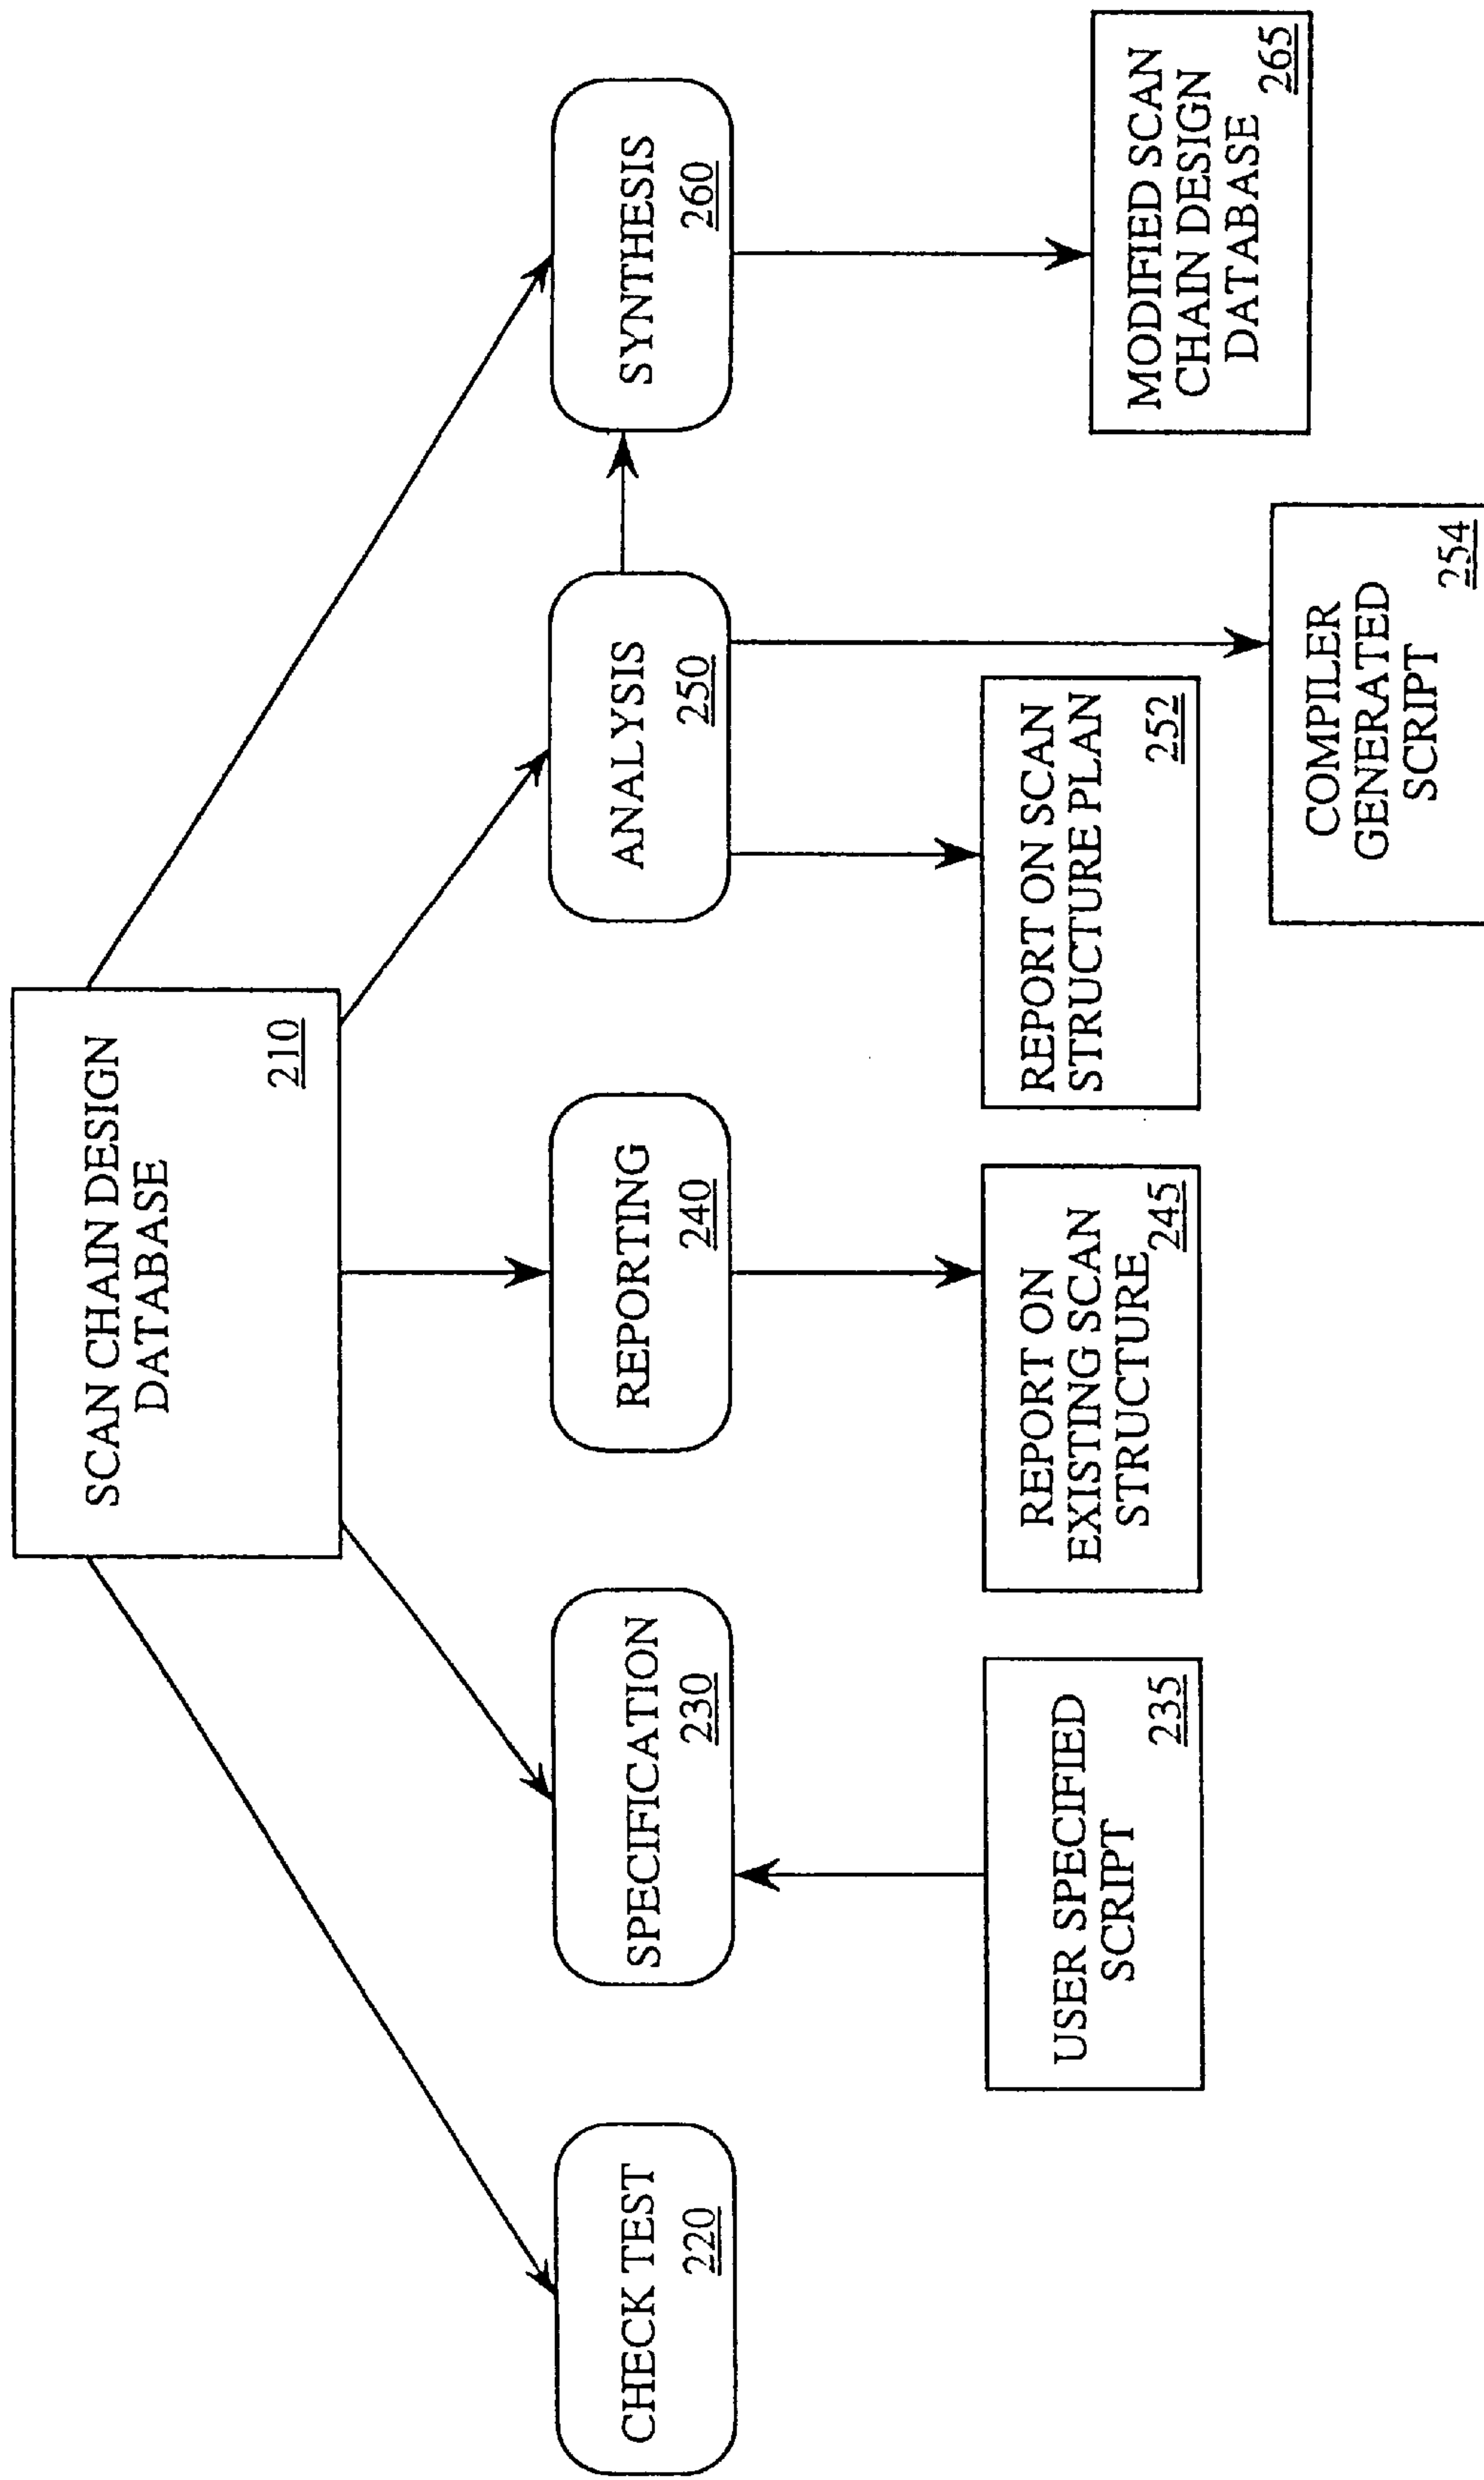 SCAN CHAIN DESIGN
DATABASE
210
CHECK TEST
220
SPECIFICATION
230
REPORTING
240
ANALYSIS
250
SYNTHESIS
260
USER SPECIFIED
SCRIPT
235
REPORT ON
EXISTING SCAN
STRUCTURE
245
REPORT ON SCAN
STRUCTURE PLAN
252
COMPILER
GENERATED
SCRIPT
254
MODIFIED SCAN
CHAIN DESIGN
DATABASE
265